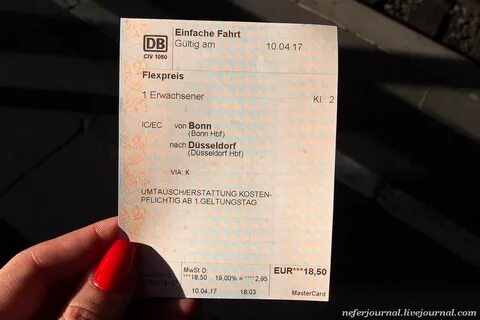 Einfache Fahrt
DB
Gültig am 10.04.17
CIV 1080
Flexpreis
1 Erwachsener Kl.: 2
IC/EC von Bonn
(Bonn Hbf)
nach Düsseldorf
(Düsseldorf Hbf)
VIA: K
UMTAUSCH/ERSTATTUNG KOSTEN-
PFLICHTIG AB 1.GELTUNGSTAG
MwSt D: EUR***18,50
***18,50 19,00% = ****2,95
MasterCard
10.04.17 18:03
neferjournal.livejournal.com